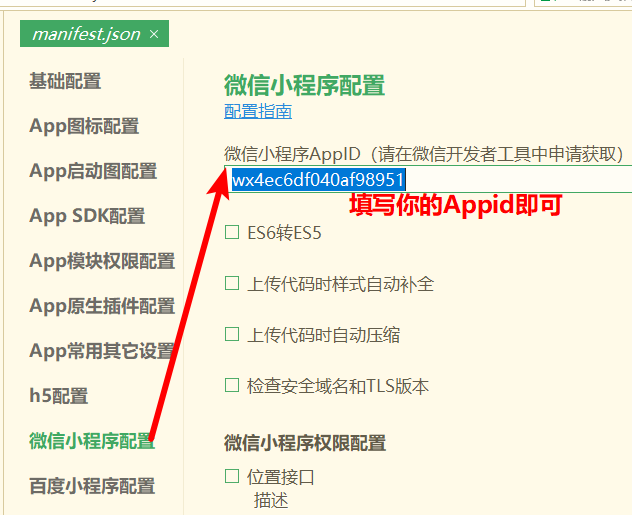 manifest.json ×
基础配置
App图标配置
App启动图配置
App SDK配置
App模块权限配置
App原生插件配置
App常用其它设置
h5配置
微信小程序配置
百度小程序配置
微信小程序配置
配置指南
微信小程序AppID（请在微信开发者工具中申请获取）
wx4ec6df040af98951
填写你的Appid即可
ES6转ES5
上传代码时样式自动补全
上传代码时自动压缩
检查安全域名和TLS版本
微信小程序权限配置
位置接口
描述